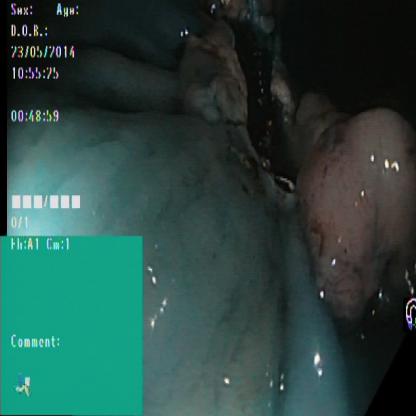 Sex: Age:
D.O.B.:
23/05/2014
10:55:25
00:48:59
███/███
0/1
Eh:A1 Cm:1
Comment: